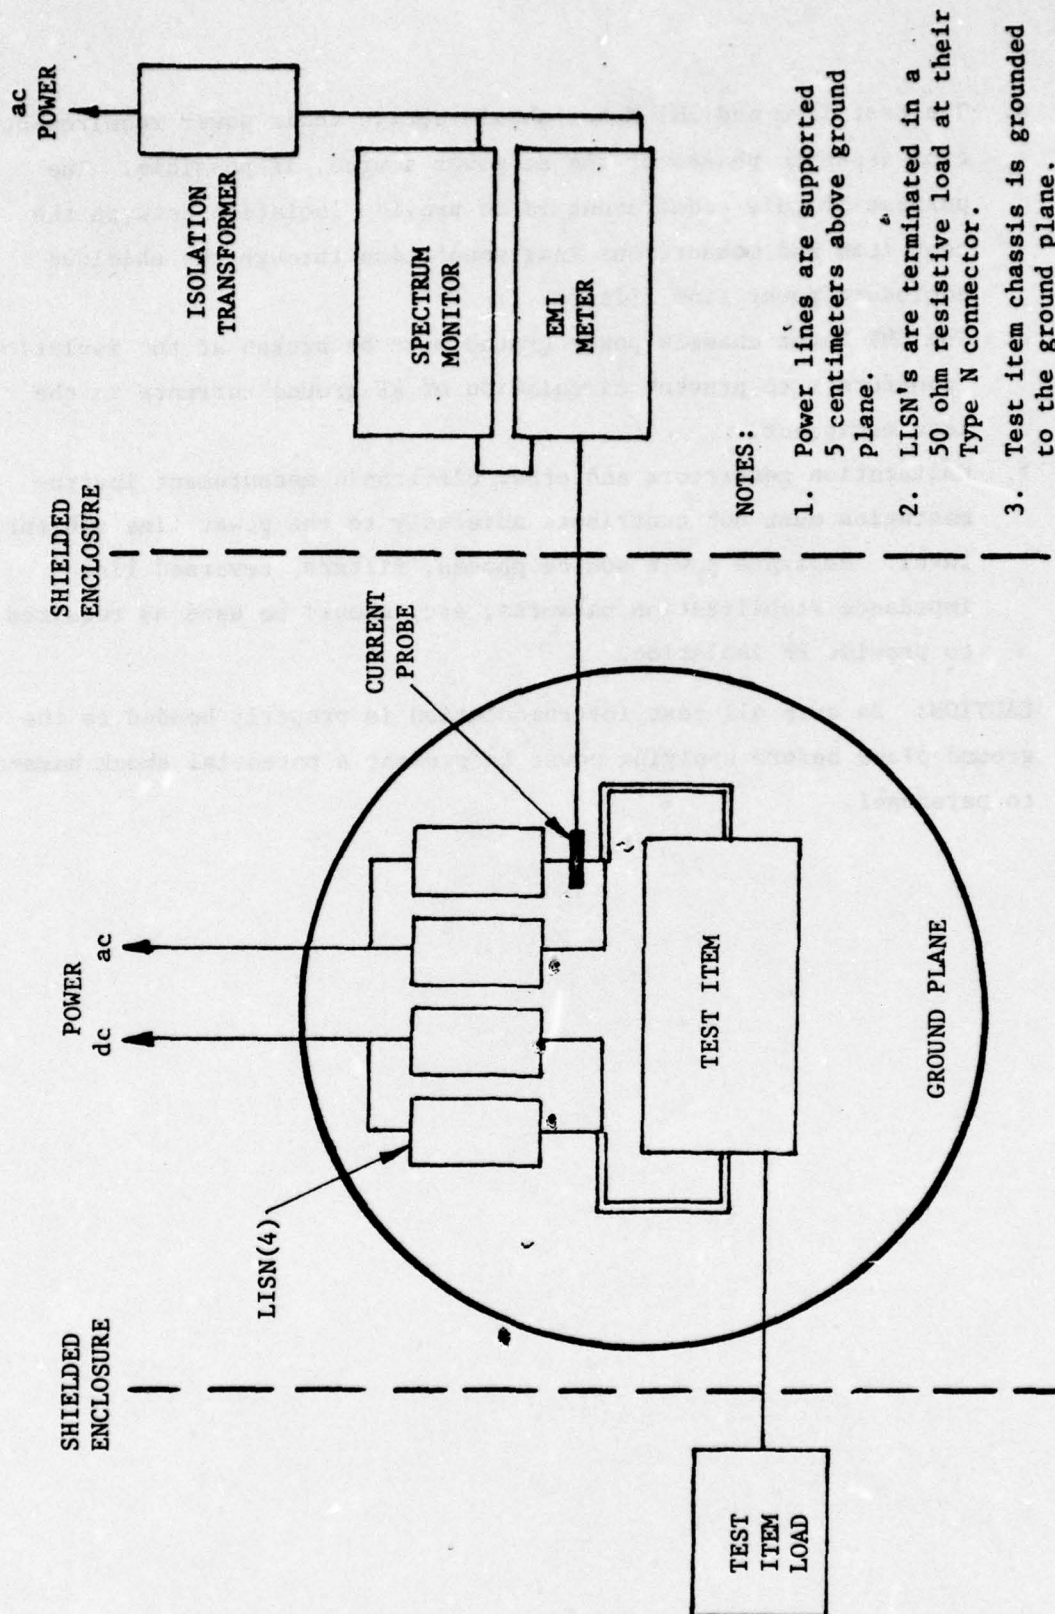 SHIELDED
ENCLOSURE
SHIELDED
ENCLOSURE
ac
POWER
POWER
dc
ac
ISOLATION
TRANSFORMER
LISN(4)
CURRENT
PROBE
SPECTRUM
MONITOR
EMI
METER
TEST ITEM
TEST
ITEM
LOAD
GROUND PLANE
NOTES:
1. Power lines are supported
5 centimeters above ground
plane.
2. LISN's are terminated in a
50 ohm resistive load at their
Type N connector.
3. Test item chassis is grounded
to the ground plane.